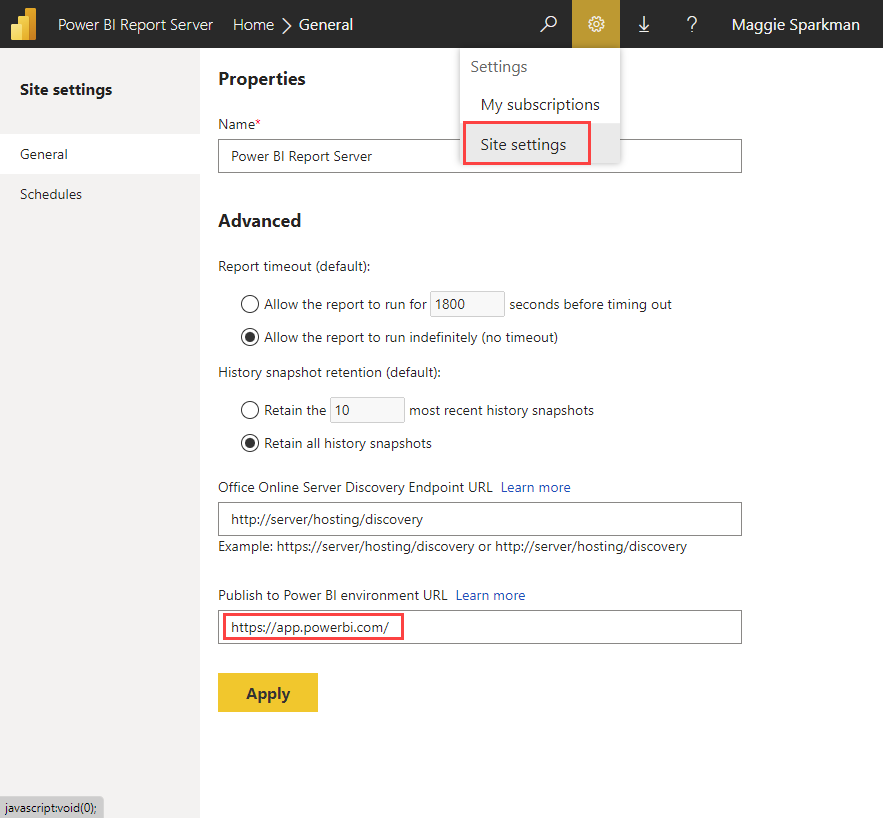 Power BI Report Server Home General Maggie Sparkman
Settings
My subscriptions
Site settings
Site settings
General
Schedules
Properties
Name*
Power BI Report Server
Advanced
Report timeout (default):
Allow the report to run for 1800 seconds before timing out
Allow the report to run indefinitely (no timeout)
History snapshot retention (default):
Retain the 10 most recent history snapshots
Retain all history snapshots
Office Online Server Discovery Endpoint URL Learn more
http://server/hosting/discovery
Example: https://server/hosting/discovery or http://server/hosting/discovery
Publish to Power BI environment URL Learn more
https://app.powerbi.com/
Apply
javascript:void(0);